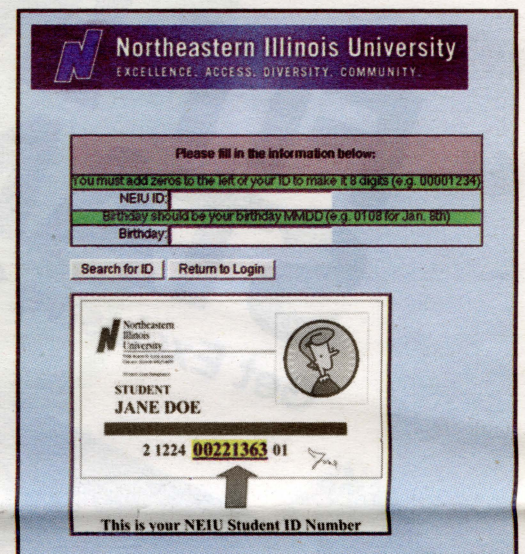 Northeastern Illinois University
EXCELLENCE. ACCESS. DIVERSITY. COMMUNITY.
Please fill in the information below:
You must add zeros to the left of your ID to make it 8 digits (e.g. 00001234)
NEIU ID:
Birthday should be your birthday MMDD (e.g. 0108 for Jan. 8th)
Birthday:
Search for ID Return to Login
Northeastern
Illinois
University
STUDENT
JANE DOE
2 1224 00221363 01
This is your NEIU Student ID Number